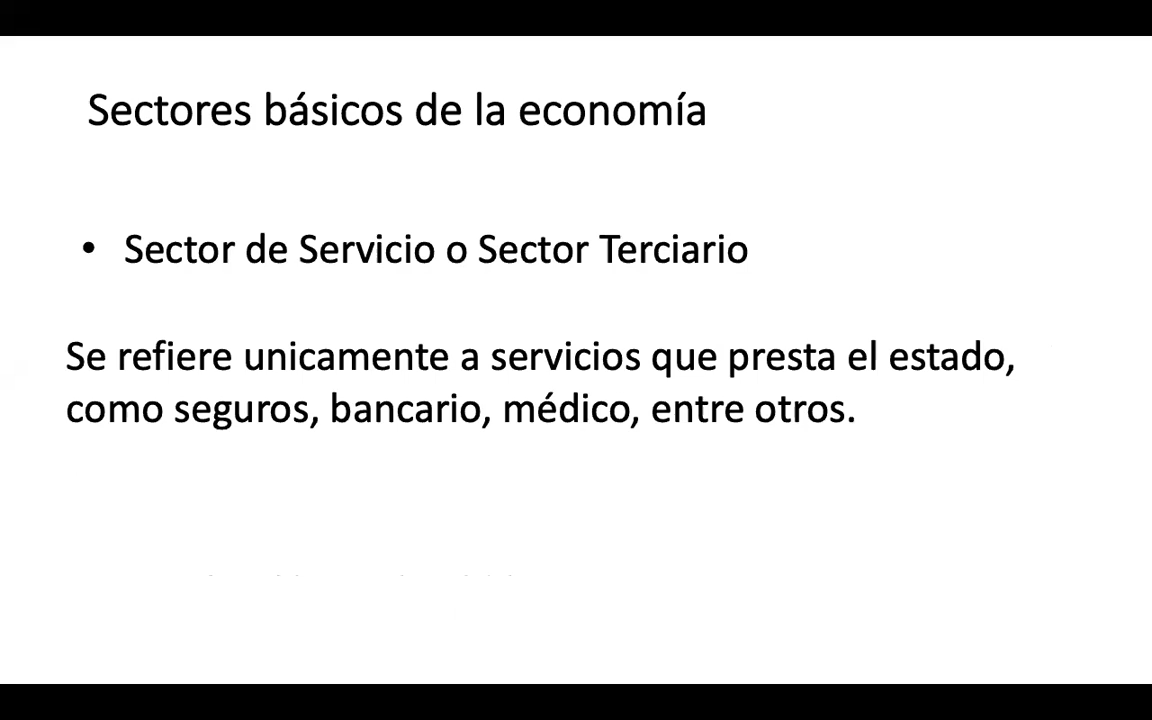 Sectores básicos de la economía
• Sector de Servicio o Sector Terciario
Se refiere unicamente a servicios que presta el estado,
como seguros, bancario, médico, entre otros.